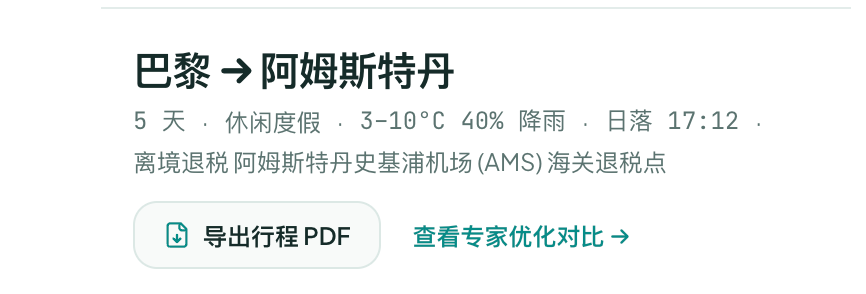 巴黎 → 阿姆斯特丹
5 天 · 休闲度假 · 3–10°C 40% 降雨 · 日落 17:12 ·
离境退税 阿姆斯特丹史基浦机场 (AMS) 海关退税点
导出行程 PDF 查看专家优化对比 →